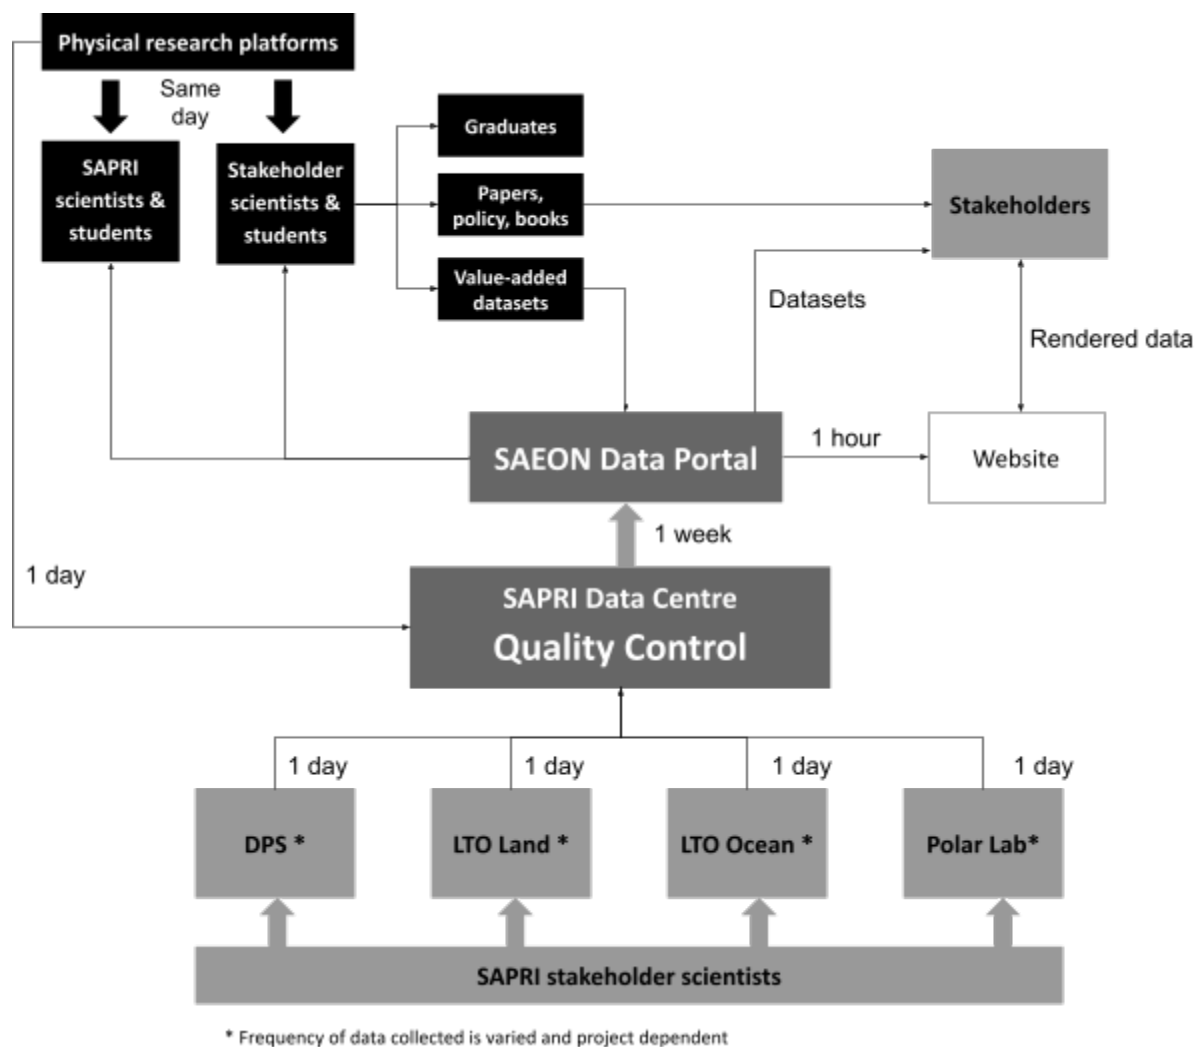 Physical research platforms
Same
day
SAPRI
scientists &
students
Stakeholder
scientists &
students
Graduates
Papers,
policy, books
Value-added
datasets
Stakeholders
Datasets
Rendered data
SAEON Data Portal
1 hour
Website
1 week
1 day
SAPRI Data Centre
Quality Control
1 day
1 day
1 day
1 day
DPS *
LTO Land *
LTO Ocean *
Polar Lab*
SAPRI stakeholder scientists
* Frequency of data collected is varied and project dependent